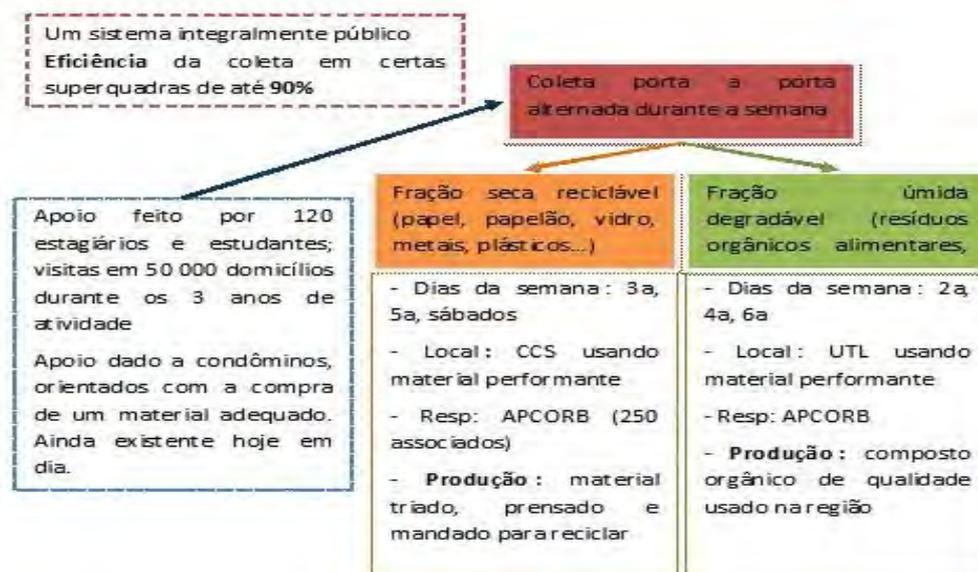 Um sistema integralmente público
Eficiência da coleta em certas
superquadras de até 90%
Coleta porta a porta
alternada durante a semana
Apoio feito por 120
estagiários e estudantes;
visitas em 50 000 domicílios
durante os 3 anos de
atividade
Apoio dado a condôminos,
orientados com a compra
de um material adequado.
Ainda existente hoje em
dia.
Fração seca reciclável
(papel, papelão, vidro,
metais, plásticos...)
- Dias da semana : 3a,
5a, sábados
- Local : CCS usando
material performante
- Resp: APCORB (250
associados)
- Produção : material
triado, prensado e
mandado para reciclar
Fração úmida
degradável (resíduos
orgânicos alimentares,
- Dias da semana : 2a,
4a, 6a
- Local : UTL usando
material performante
- Resp: APCORB
- Produção : composto
orgânico de qualidade
usado na região